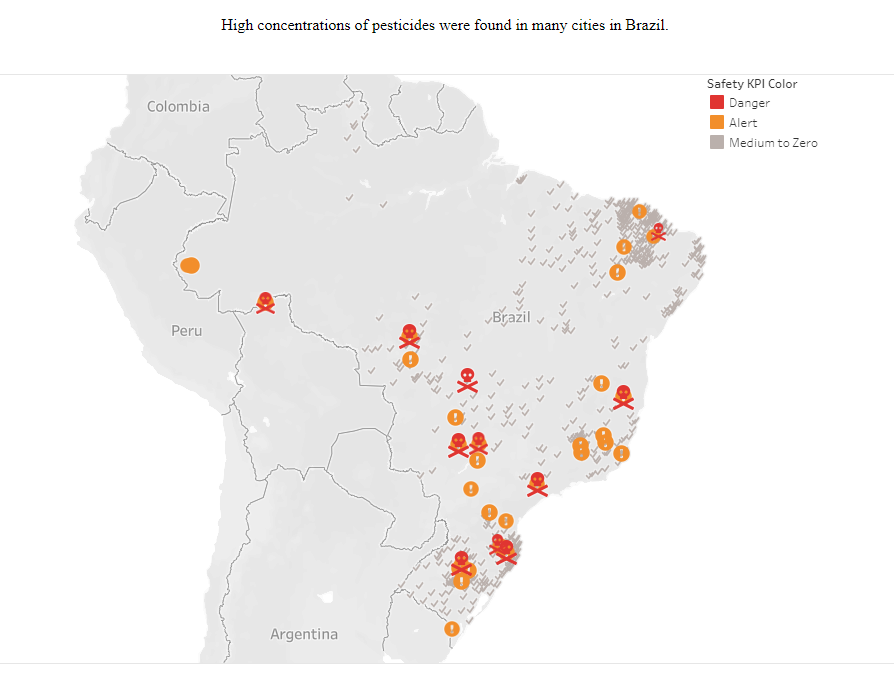 High concentrations of pesticides were found in many cities in Brazil.
Safety KPI Color
Danger
Alert
Medium to Zero
Colombia
Brazil
Peru
Argentina